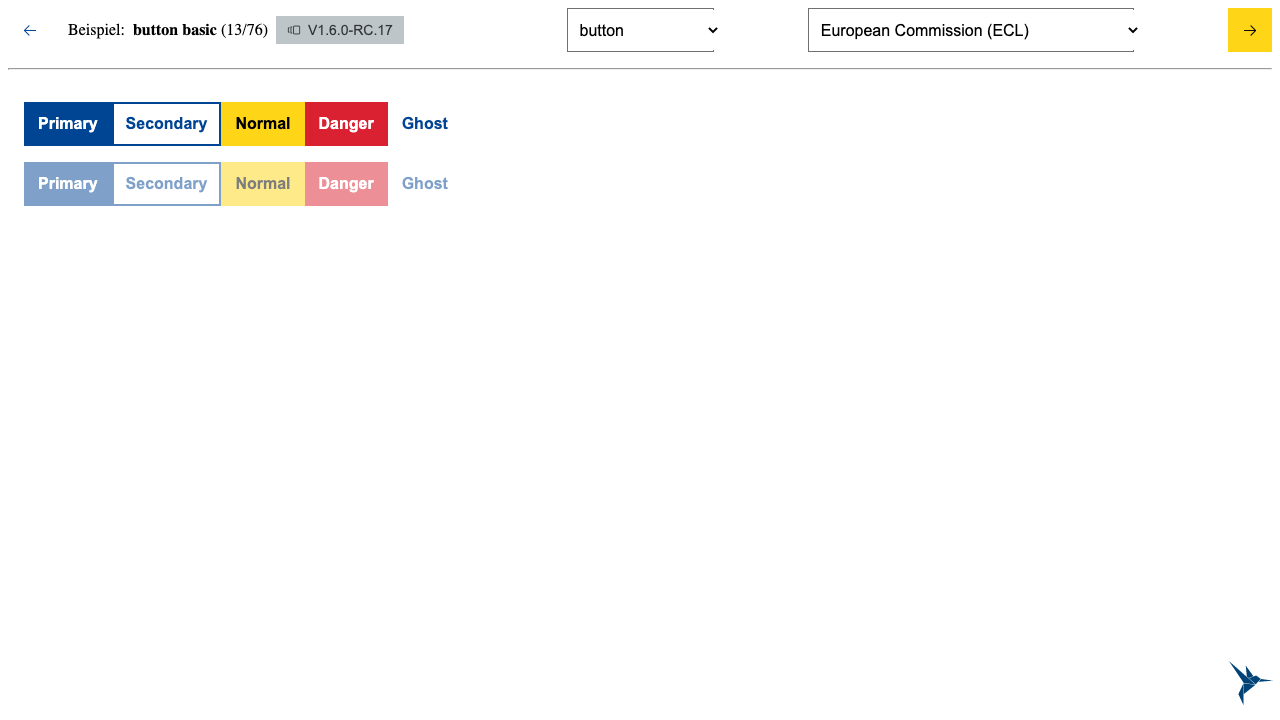 Beispiel: button basic (13/76) V1.6.0-RC.17 button European Commission (ECL)
Primary Secondary Normal Danger Ghost
Primary Secondary Normal Danger Ghost